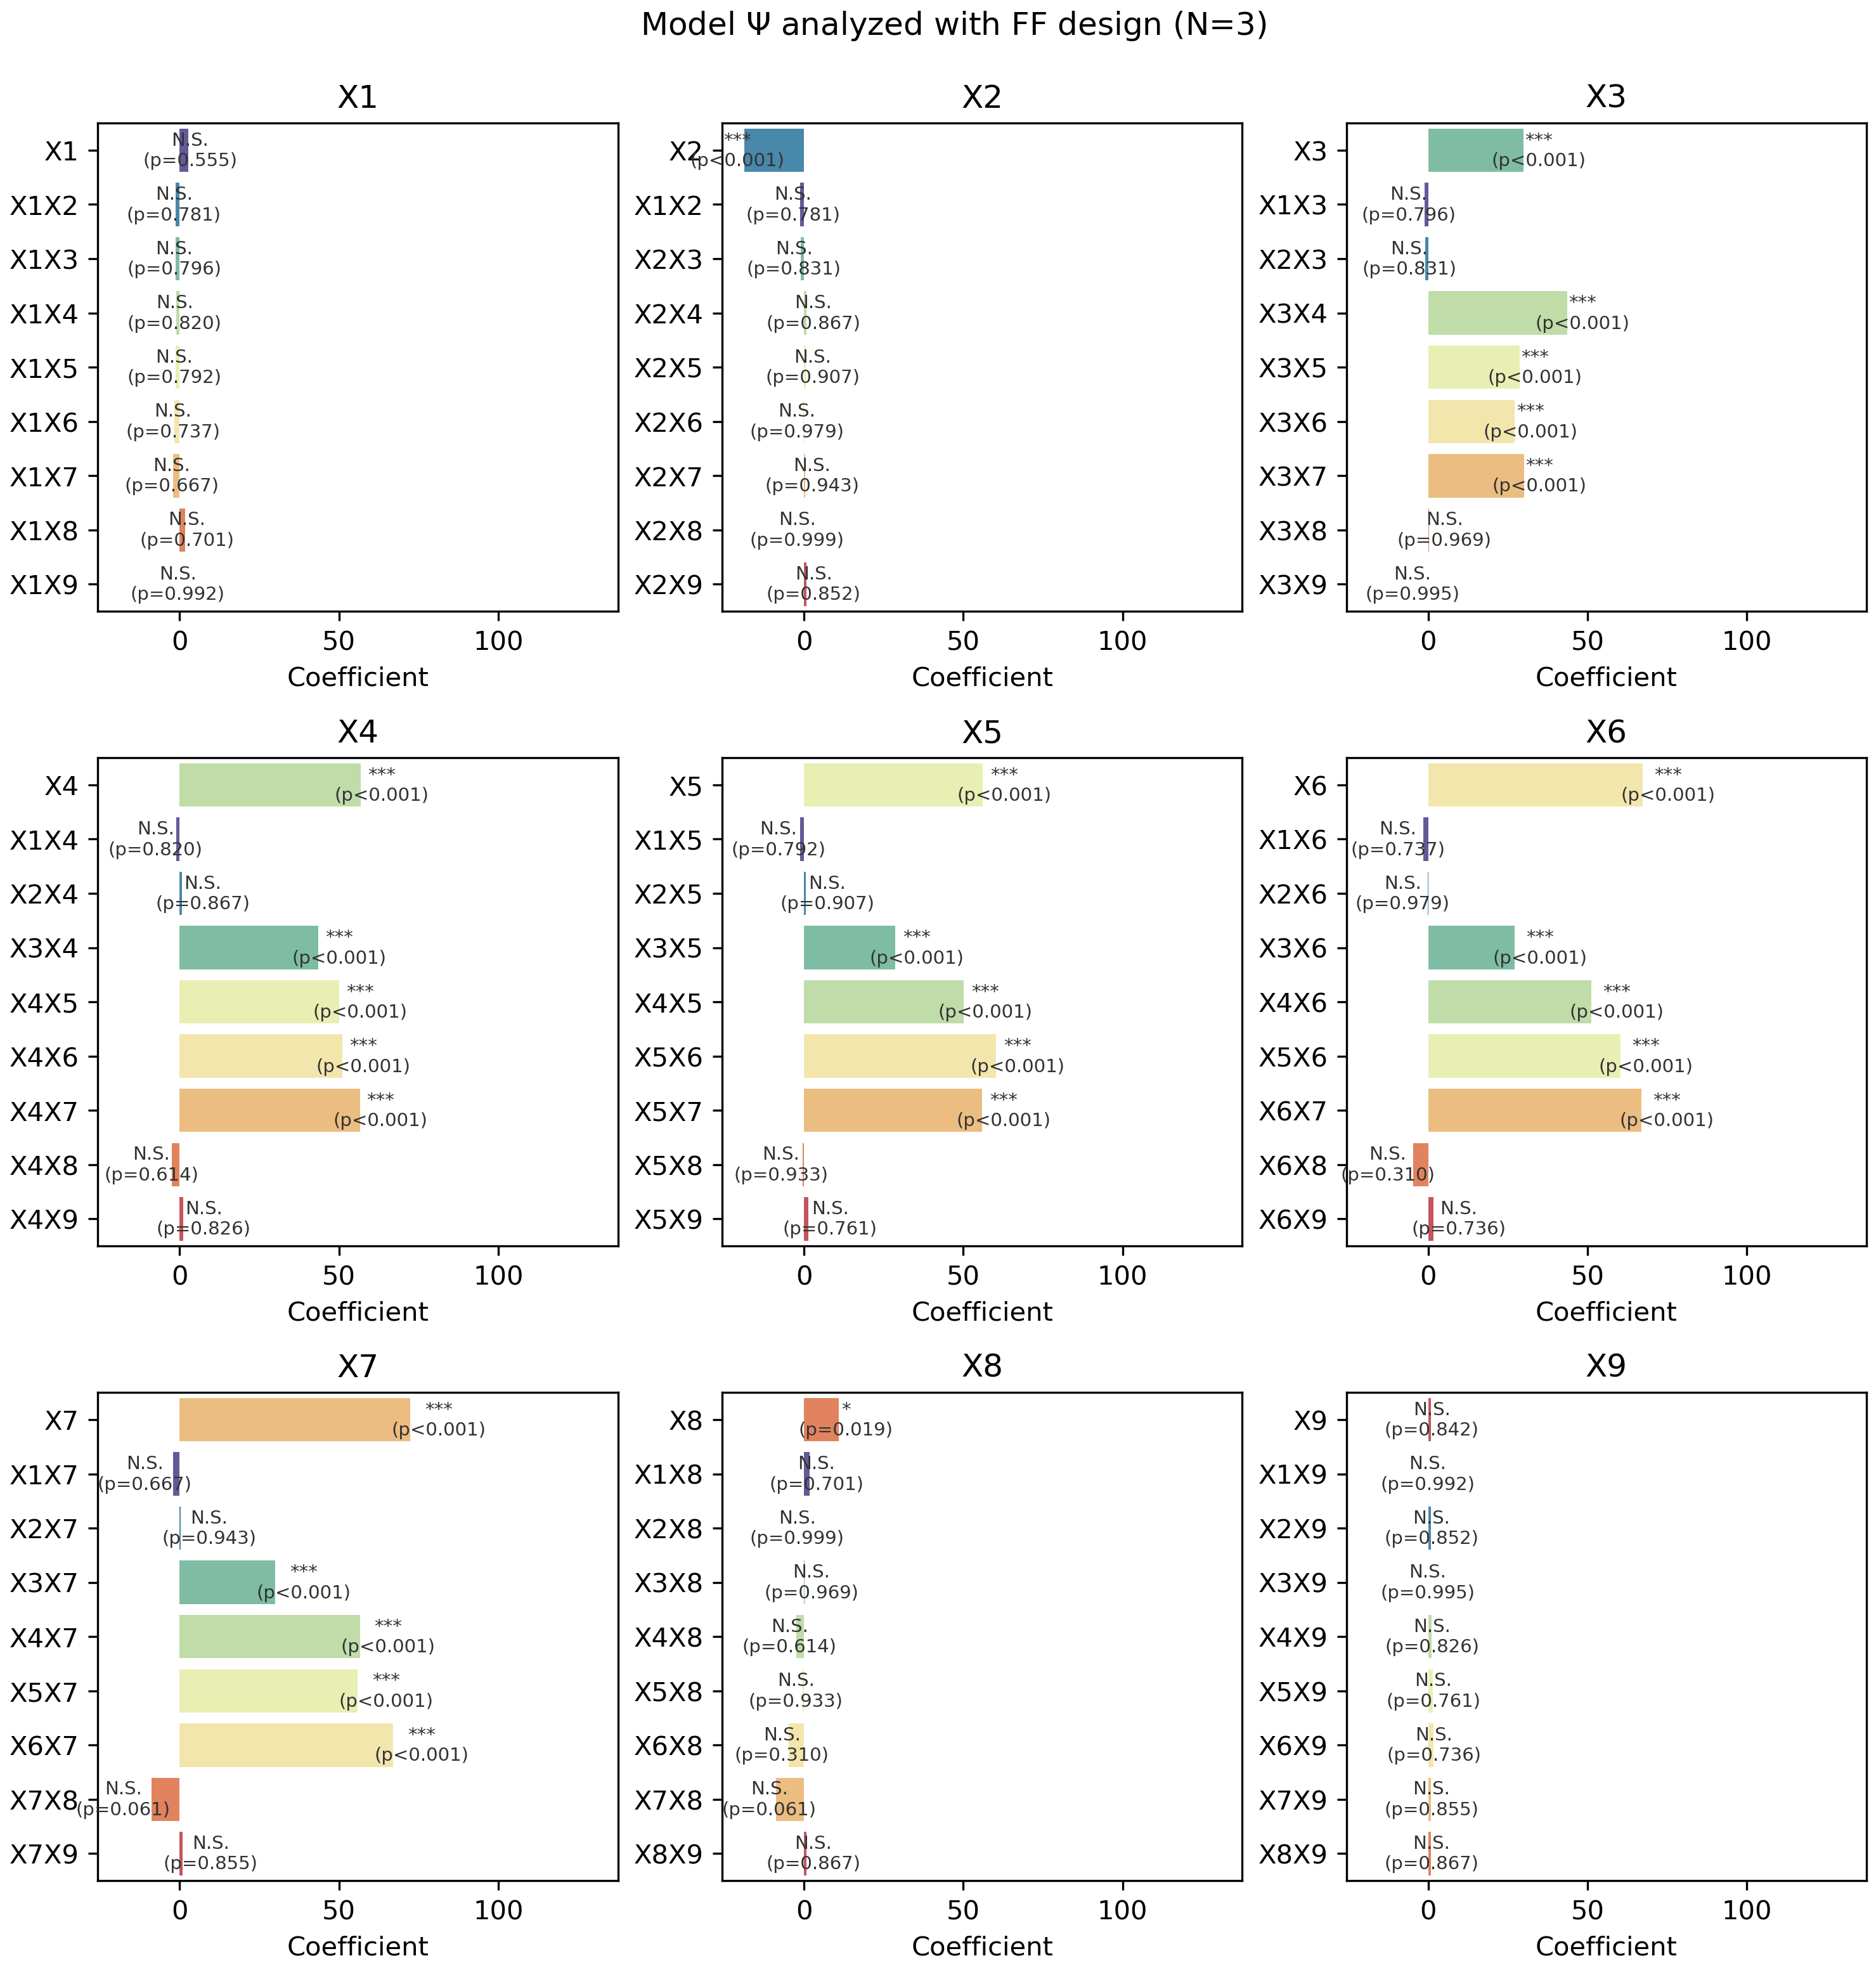 Model Ψ analyzed with FF design (N=3)
X1
X1
N.S.
(p=0.555)
X1X2
N.S.
(p=0.781)
X1X3
N.S.
(p=0.796)
X1X4
N.S.
(p=0.820)
X1X5
N.S.
(p=0.792)
X1X6
N.S.
(p=0.737)
X1X7
N.S.
(p=0.667)
X1X8
N.S.
(p=0.701)
X1X9
N.S.
(p=0.992)
0 50 100
Coefficient
X2
X2
***
(p<0.001)
X1X2
N.S.
(p=0.781)
X2X3
N.S.
(p=0.831)
X2X4
N.S.
(p=0.867)
X2X5
N.S.
(p=0.907)
X2X6
N.S.
(p=0.979)
X2X7
N.S.
(p=0.943)
X2X8
N.S.
(p=0.999)
X2X9
N.S.
(p=0.852)
0 50 100
Coefficient
X3
X3
***
(p<0.001)
X1X3
N.S.
(p=0.796)
X2X3
N.S.
(p=0.831)
X3X4
***
(p<0.001)
X3X5
***
(p<0.001)
X3X6
***
(p<0.001)
X3X7
***
(p<0.001)
X3X8
N.S.
(p=0.969)
X3X9
N.S.
(p=0.995)
0 50 100
Coefficient
X4
X4
***
(p<0.001)
X1X4
N.S.
(p=0.820)
X2X4
N.S.
(p=0.867)
X3X4
***
(p<0.001)
X4X5
***
(p<0.001)
X4X6
***
(p<0.001)
X4X7
***
(p<0.001)
X4X8
N.S.
(p=0.614)
X4X9
N.S.
(p=0.826)
0 50 100
Coefficient
X5
X5
***
(p<0.001)
X1X5
N.S.
(p=0.792)
X2X5
N.S.
(p=0.907)
X3X5
***
(p<0.001)
X4X5
***
(p<0.001)
X5X6
***
(p<0.001)
X5X7
***
(p<0.001)
X5X8
N.S.
(p=0.933)
X5X9
N.S.
(p=0.761)
0 50 100
Coefficient
X6
X6
***
(p<0.001)
X1X6
N.S.
(p=0.737)
X2X6
N.S.
(p=0.979)
X3X6
***
(p<0.001)
X4X6
***
(p<0.001)
X5X6
***
(p<0.001)
X6X7
***
(p<0.001)
X6X8
N.S.
(p=0.310)
X6X9
N.S.
(p=0.736)
0 50 100
Coefficient
X7
X7
***
(p<0.001)
X1X7
N.S.
(p=0.667)
X2X7
N.S.
(p=0.943)
X3X7
***
(p<0.001)
X4X7
***
(p<0.001)
X5X7
***
(p<0.001)
X6X7
***
(p<0.001)
X7X8
N.S.
(p=0.061)
X7X9
N.S.
(p=0.855)
0 50 100
Coefficient
X8
X8
*
(p=0.019)
X1X8
N.S.
(p=0.701)
X2X8
N.S.
(p=0.999)
X3X8
N.S.
(p=0.969)
X4X8
N.S.
(p=0.614)
X5X8
N.S.
(p=0.933)
X6X8
N.S.
(p=0.310)
X7X8
N.S.
(p=0.061)
X8X9
N.S.
(p=0.867)
0 50 100
Coefficient
X9
X9
N.S.
(p=0.842)
X1X9
N.S.
(p=0.992)
X2X9
N.S.
(p=0.852)
X3X9
N.S.
(p=0.995)
X4X9
N.S.
(p=0.826)
X5X9
N.S.
(p=0.761)
X6X9
N.S.
(p=0.736)
X7X9
N.S.
(p=0.855)
X8X9
N.S.
(p=0.867)
0 50 100
Coefficient